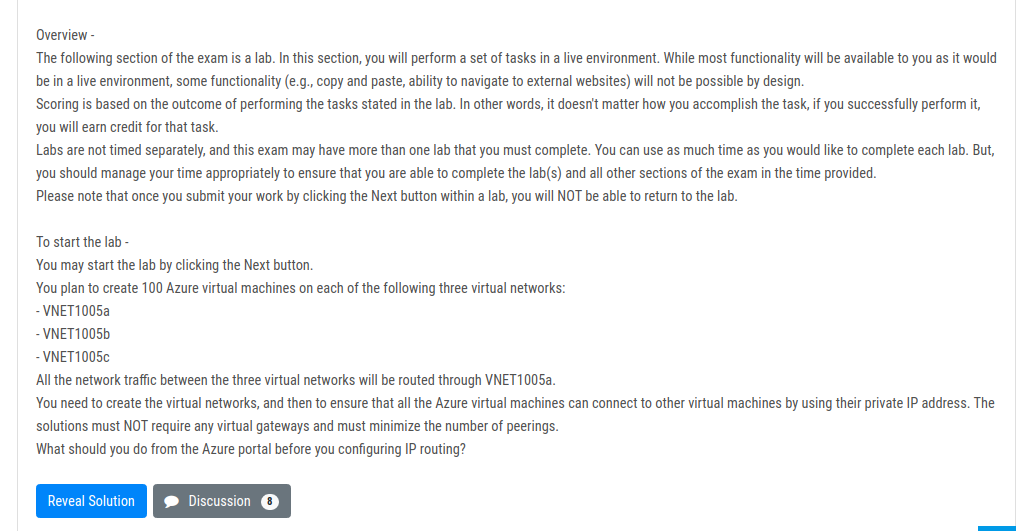 Overview -
The following section of the exam is a lab. In this section, you will perform a set of tasks in a live environment. While most functionality will be available to you as it would
be in a live environment, some functionality (e.g., copy and paste, ability to navigate to external websites) will not be possible by design.
Scoring is based on the outcome of performing the tasks stated in the lab. In other words, it doesn't matter how you accomplish the task, if you successfully perform it,
you will earn credit for that task.
Labs are not timed separately, and this exam may have more than one lab that you must complete. You can use as much time as you would like to complete each lab. But,
you should manage your time appropriately to ensure that you are able to complete the lab(s) and all other sections of the exam in the time provided.
Please note that once you submit your work by clicking the Next button within a lab, you will NOT be able to return to the lab.
To start the lab -
You may start the lab by clicking the Next button.
You plan to create 100 Azure virtual machines on each of the following three virtual networks:
- VNET1005a
- VNET1005b
- VNET1005c
All the network traffic between the three virtual networks will be routed through VNET1005a.
You need to create the virtual networks, and then to ensure that all the Azure virtual machines can connect to other virtual machines by using their private IP address. The
solutions must NOT require any virtual gateways and must minimize the number of peerings.
What should you do from the Azure portal before you configuring IP routing?
Reveal Solution Discussion 8